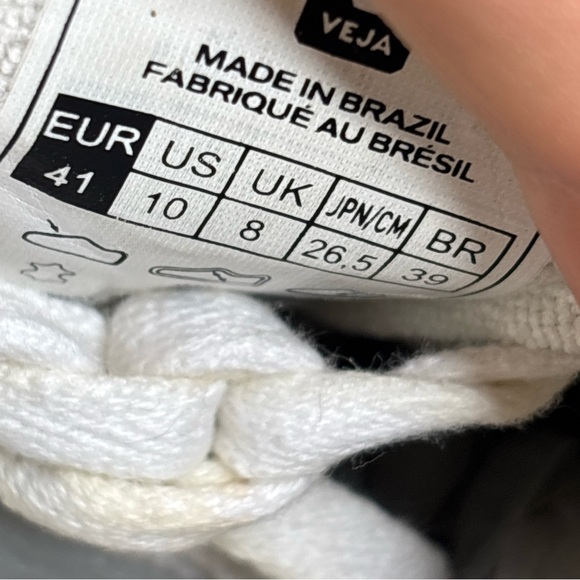 VEJA
MADE IN BRAZIL
FABRIQUÉ AU BRÉSIL
EUR US UK JPN/CM BR
41 10 8 26,5 39